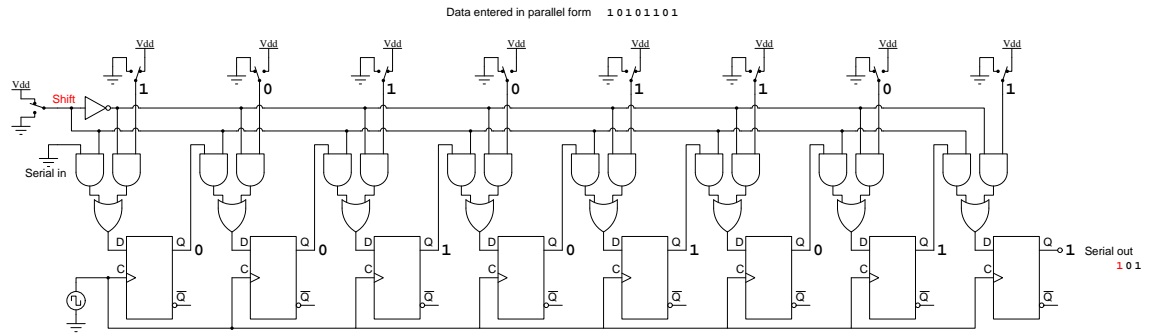 Data entered in parallel form 1 0 1 0 1 1 0 1
Vdd Vdd Vdd Vdd Vdd Vdd Vdd Vdd
Vdd Shift 1 0 1 0 1 1 0 1
Serial in
D Q D Q D Q D Q D Q D Q D Q D Q
0 0 1 0 1 0 1 1 Serial out
1 0 1
C C C C C C C C
Q Q Q Q Q Q Q Q